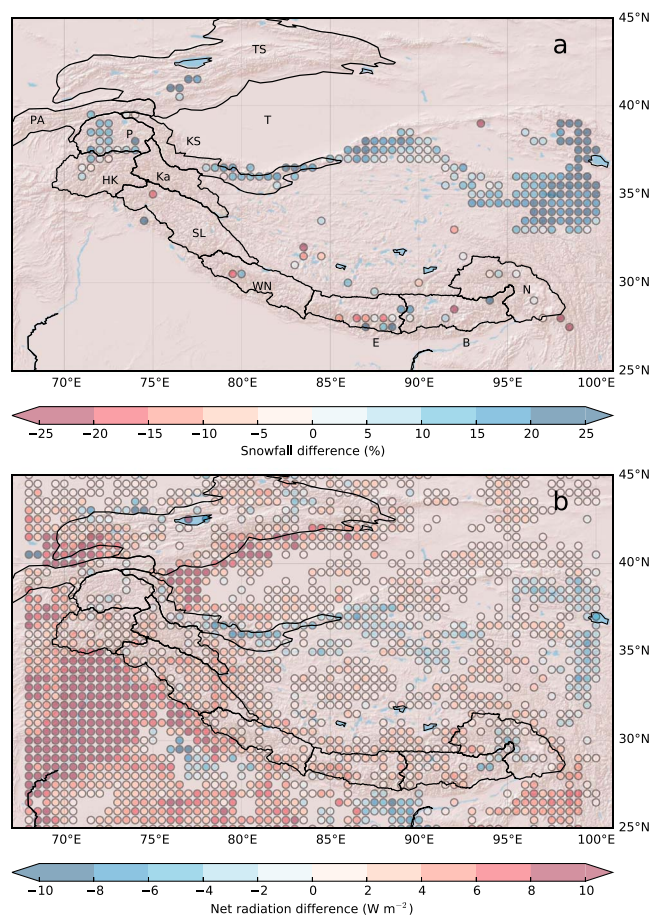 a
45°N
TS
40°N
PA
P
KS
T
HK
Ka
35°N
SL
WN
N
30°N
E
B
25°N
70°E 75°E 80°E 85°E 90°E 95°E 100°E
−25 −20 −15 −10 −5 0 5 10 15 20 25
Snowfall difference (%)
b
45°N
40°N
35°N
30°N
25°N
70°E 75°E 80°E 85°E 90°E 95°E 100°E
−10 −8 −6 −4 −2 0 2 4 6 8 10
Net radiation difference (W m⁻²)